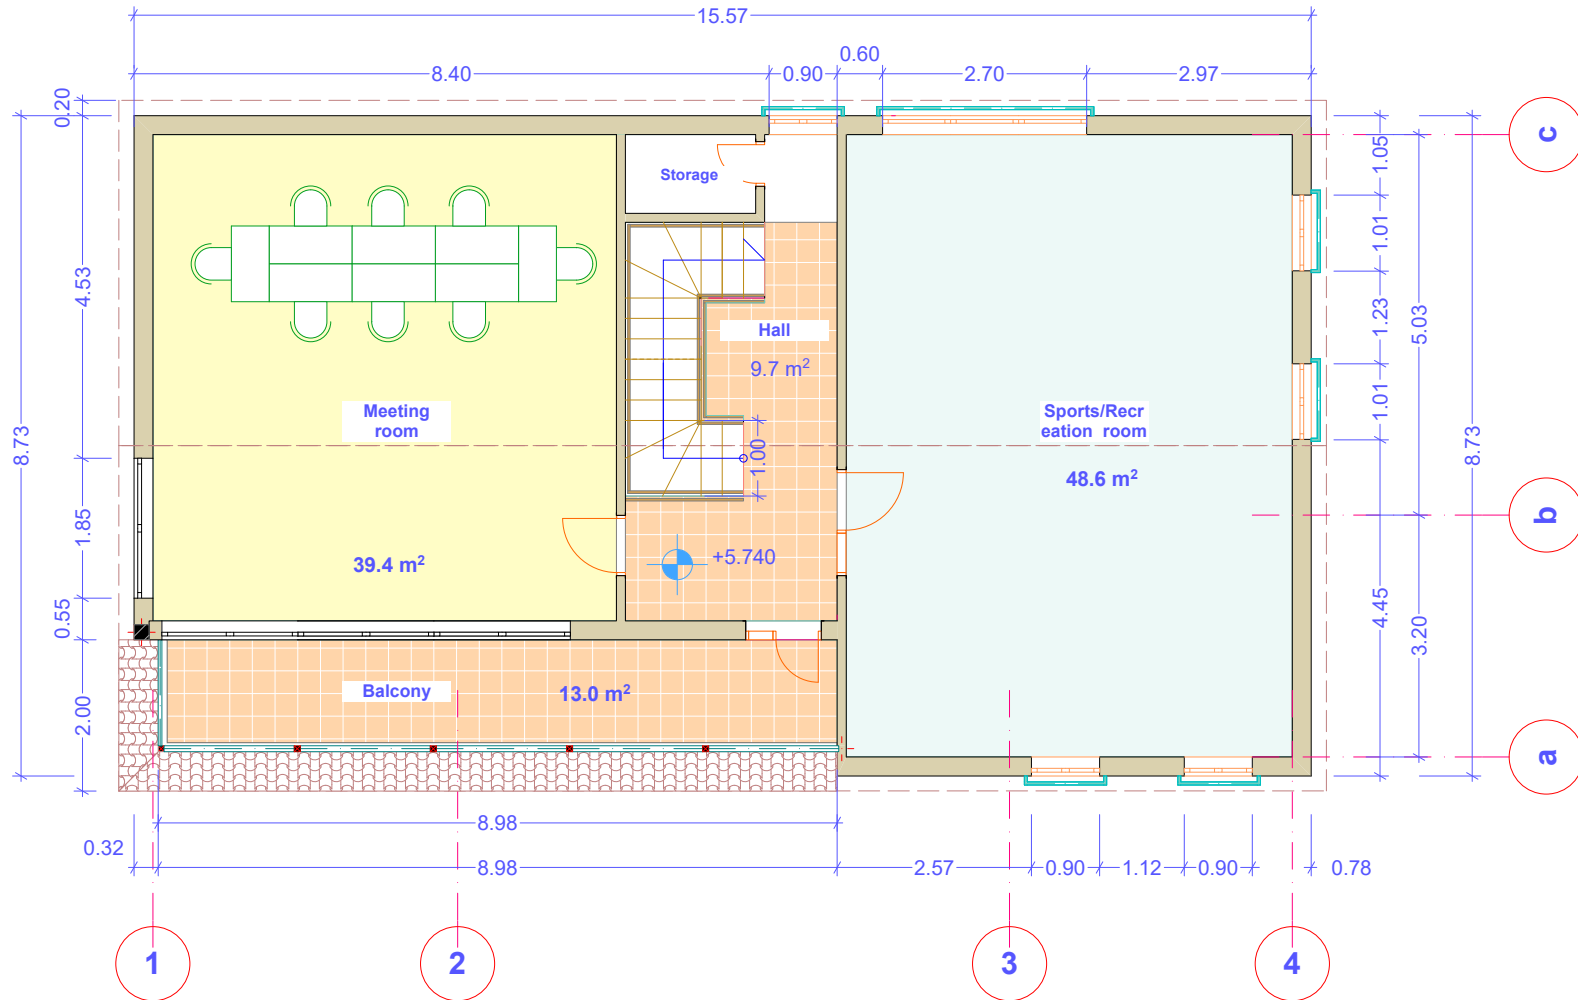 15.57
0.60
8.40
0.90
2.70
2.97
0.20
c
1.05
Storage
1.01
4.53
1.23
5.03
Hall
9.7 m²
1.01
Meeting
room
Sports/Recr
eation room
8.73
1.00
8.73
48.6 m²
b
1.85
39.4 m²
+5.740
0.55
4.45
3.20
Balcony
13.0 m²
2.00
a
8.98
0.32
8.98
2.57
0.90
1.12
0.90
0.78
1
2
3
4